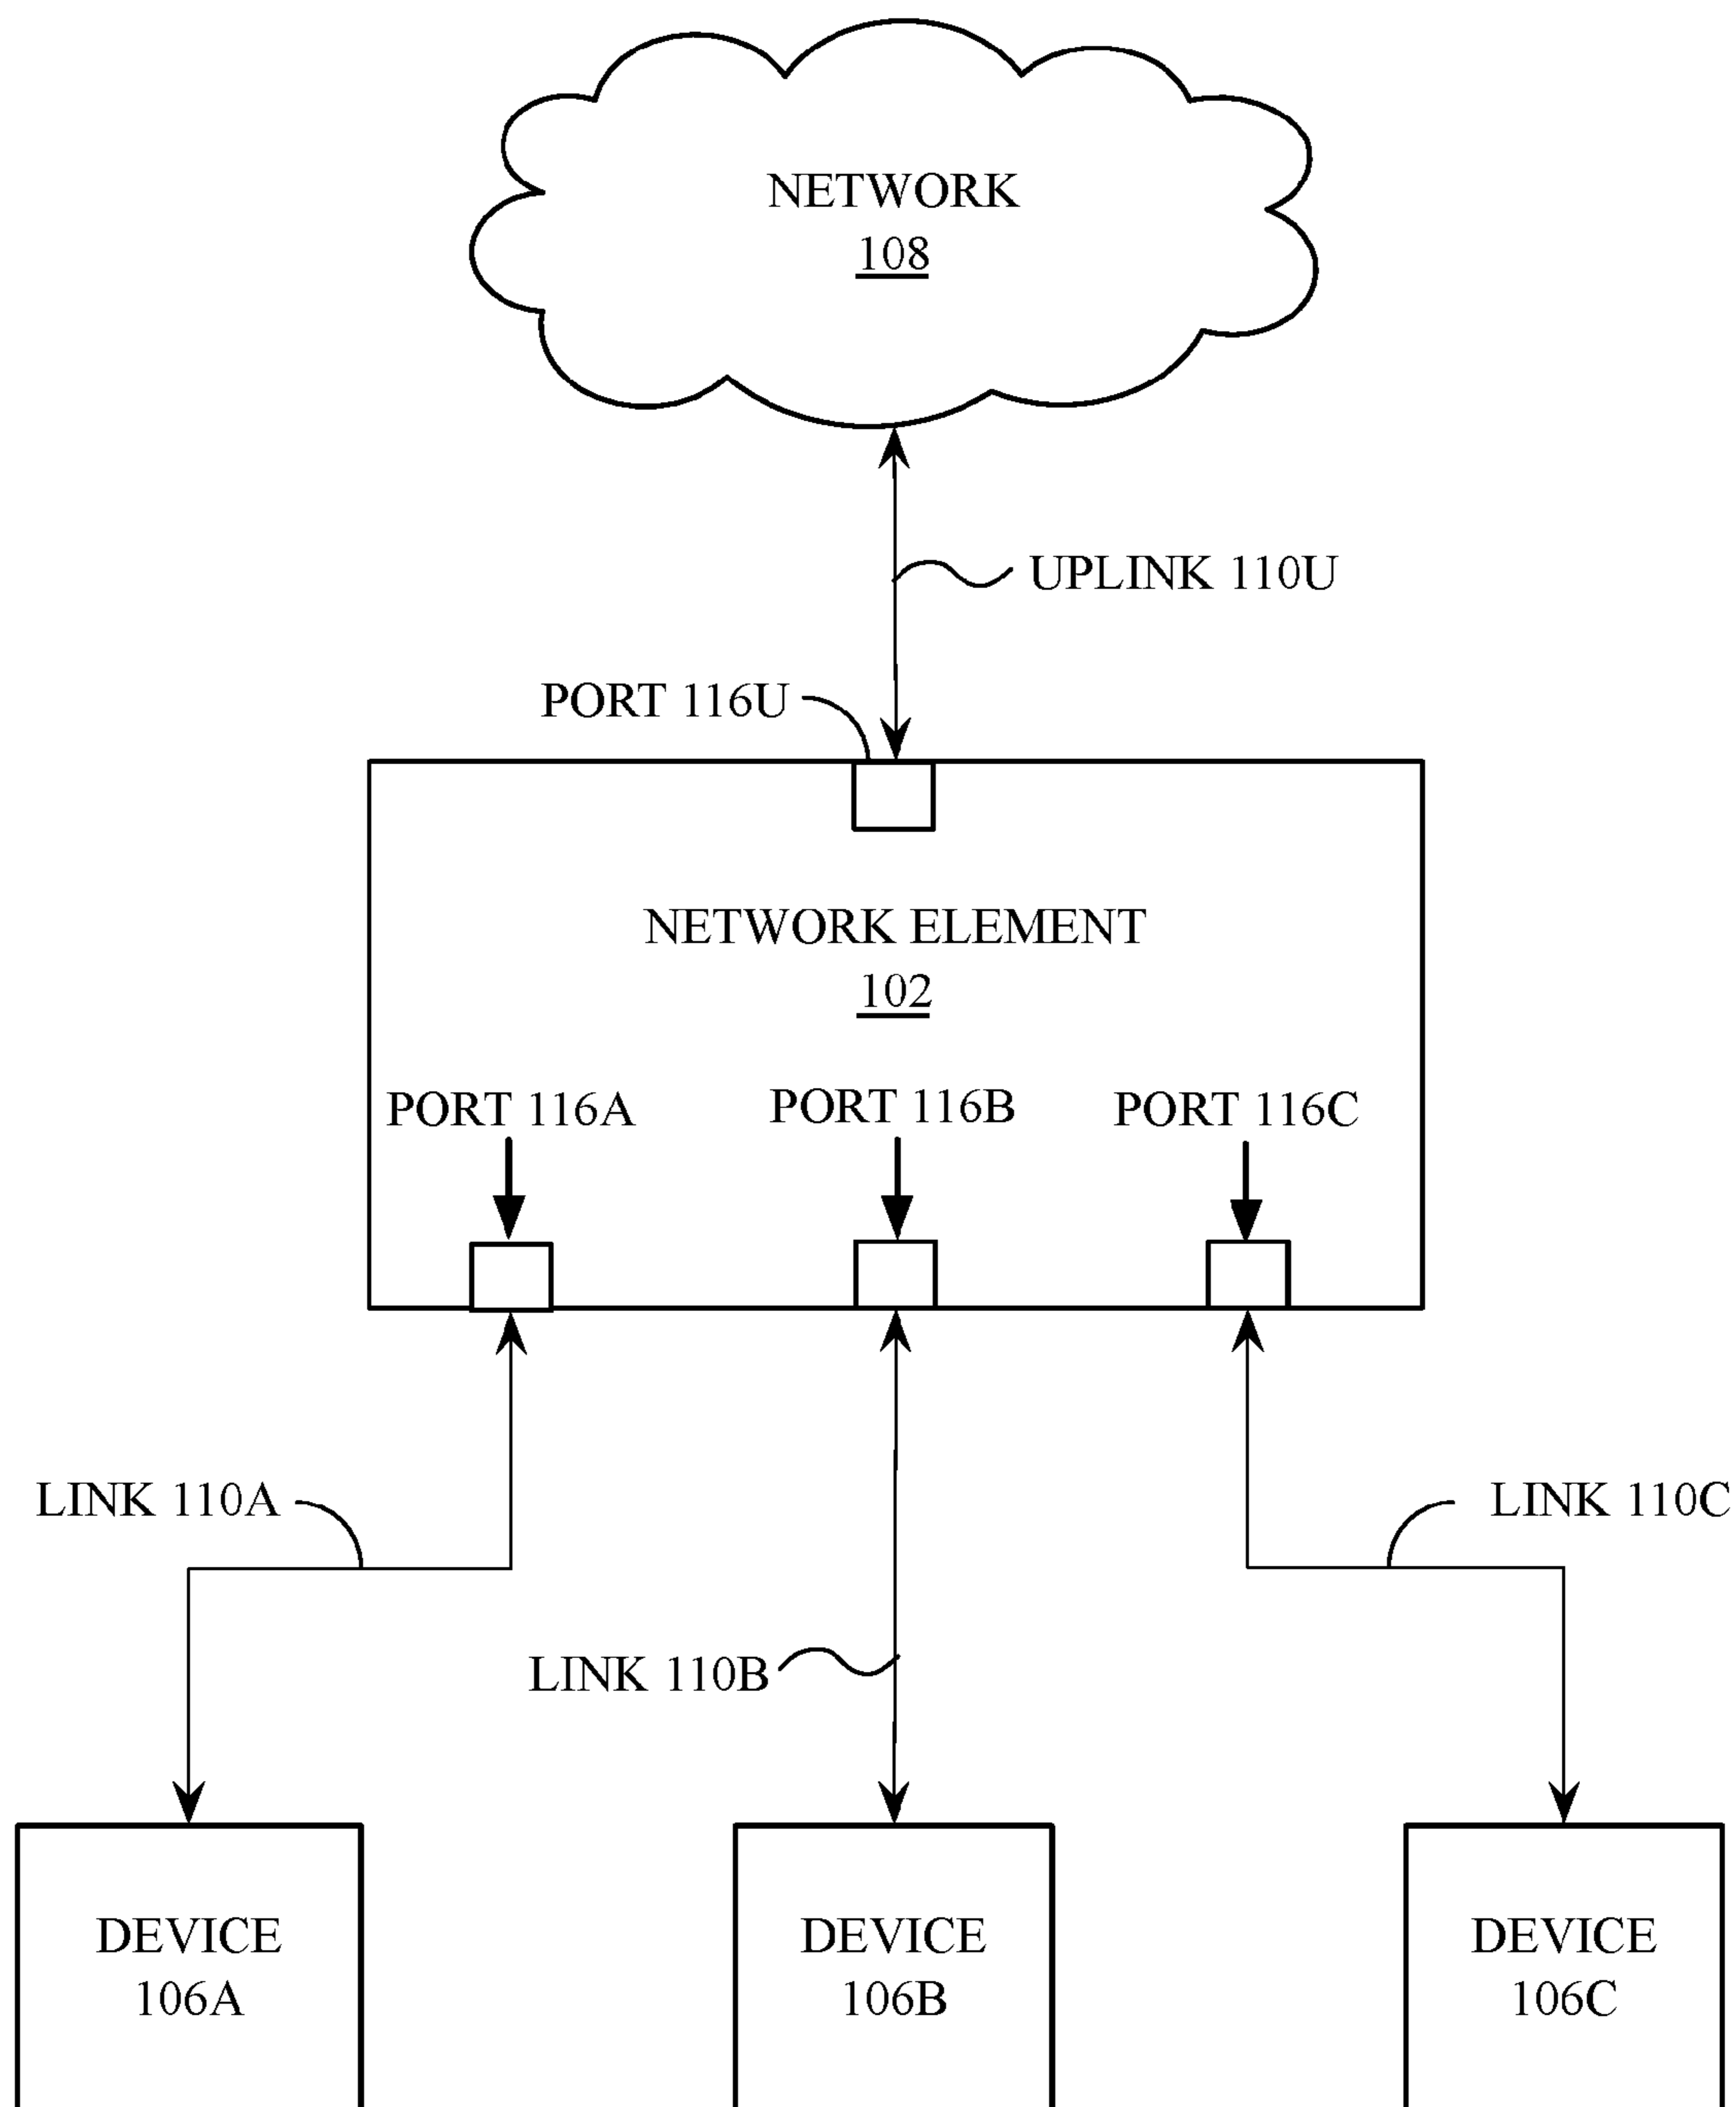 NETWORK
108
UPLINK 110U
PORT 116U
NETWORK ELEMENT
102
PORT 116A
PORT 116B
PORT 116C
LINK 110A
LINK 110C
LINK 110B
DEVICE
106A
DEVICE
106B
DEVICE
106C